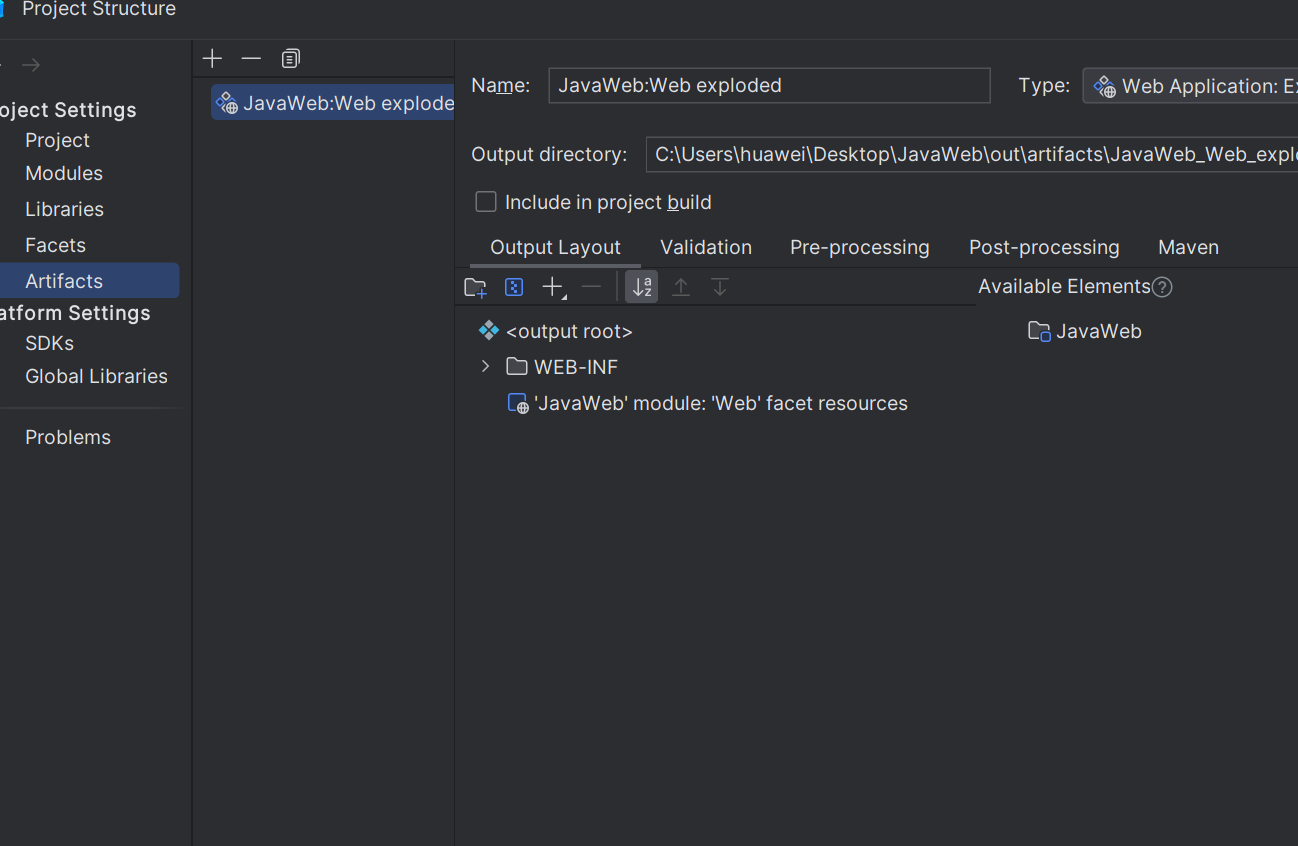 Project Structure
oject Settings
Project
Modules
Libraries
Facets
Artifacts
atform Settings
SDKs
Global Libraries
Problems
JavaWeb:Web explode
Name: JavaWeb:Web exploded Type: Web Application: Ex
Output directory: C:\Users\huawei\Desktop\JavaWeb\out\artifacts\JavaWeb_Web_explo
Include in project build
Output Layout Validation Pre-processing Post-processing Maven
Available Elements
<output root>
WEB-INF
'JavaWeb' module: 'Web' facet resources
JavaWeb